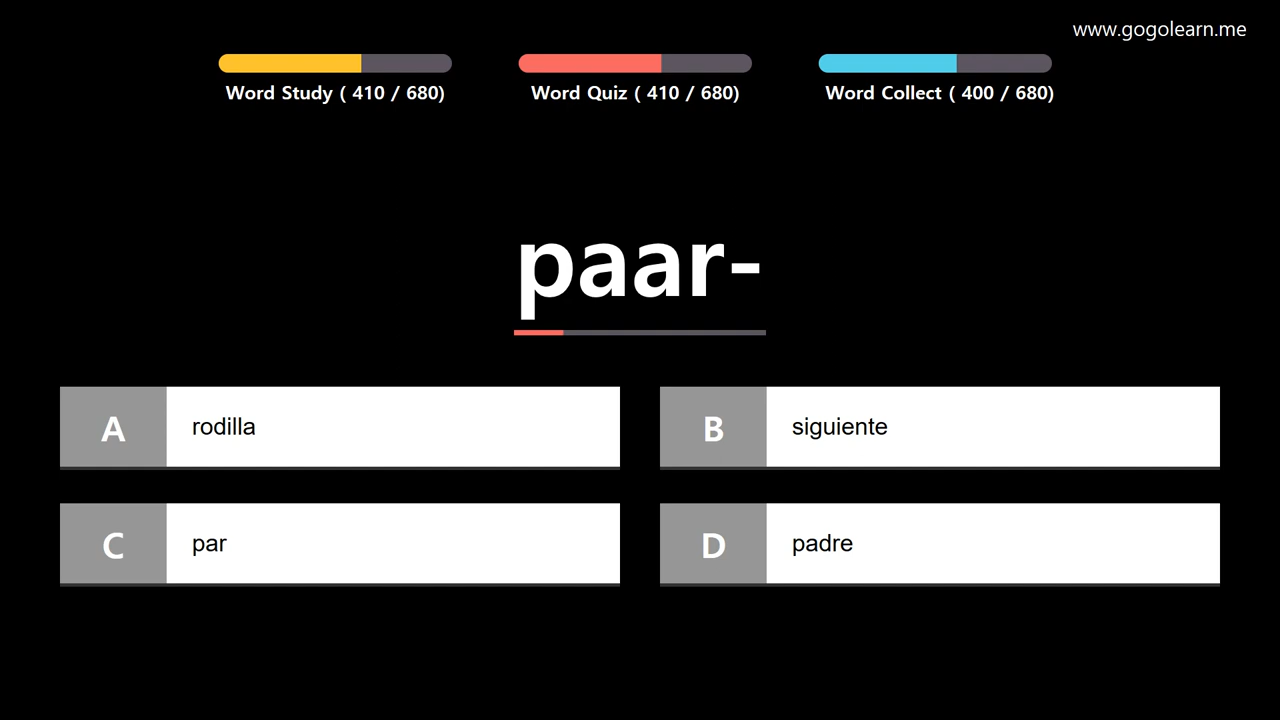 www.gogolearn.me
Word Study ( 410 / 680)
Word Quiz ( 410 / 680)
Word Collect ( 400 / 680)
paar-
A rodilla
B siguiente
C par
D padre